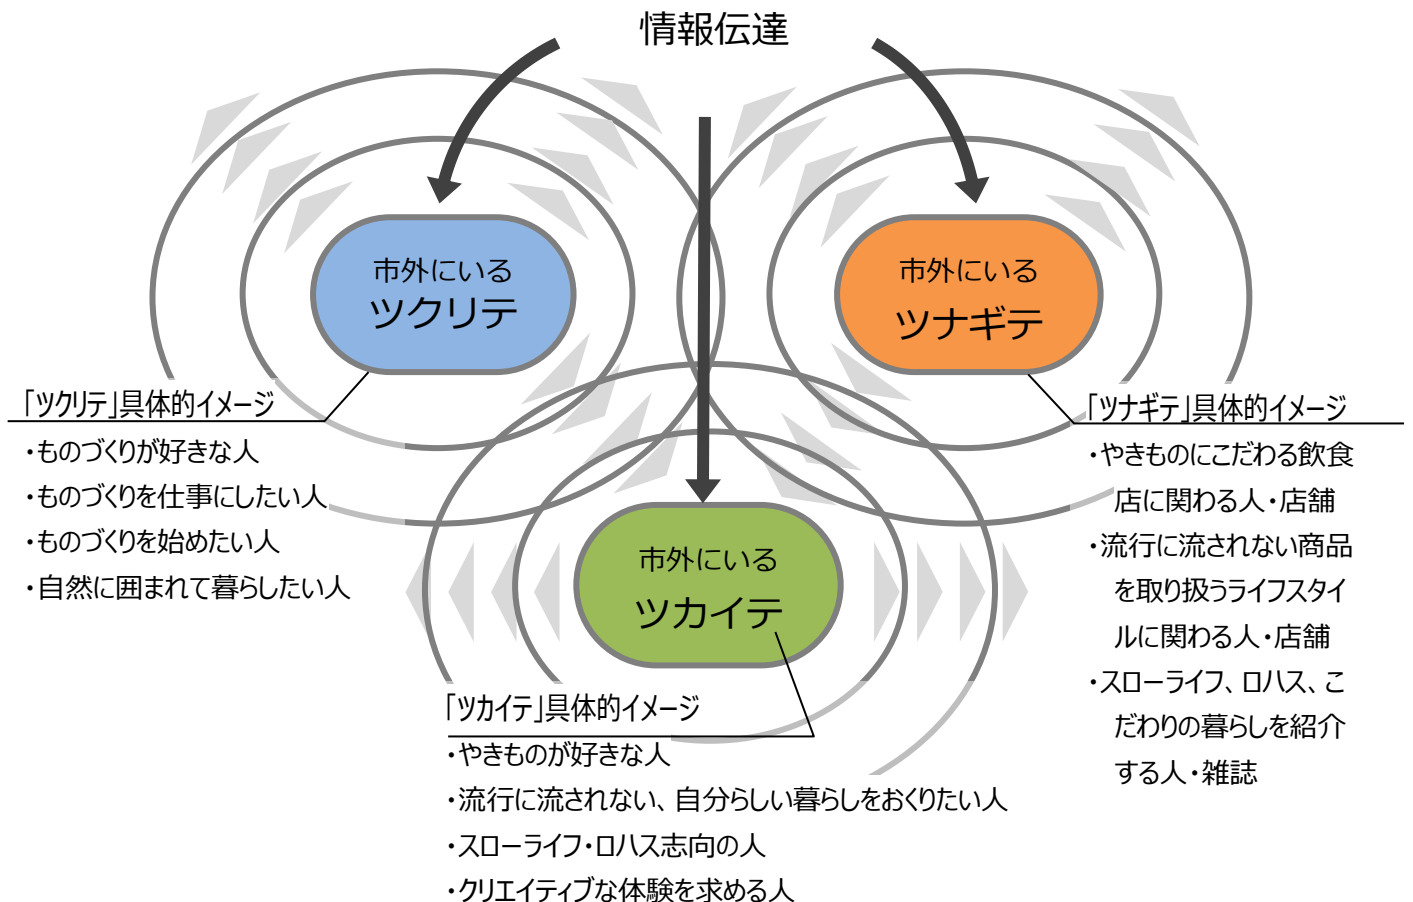 情報伝達
市外にいる
ツクリテ
市外にいる
ツナギテ
「ツクリテ」具体的イメージ
・ものづくりが好きな人
・ものづくりを仕事にしたい人
・ものづくりを始めたい人
・自然に囲まれて暮らしたい人
「ツナギテ」具体的イメージ
・やきものにこだわる飲食
店に関わる人・店舗
・流行に流されない商品
を取り扱うライフスタイ
ルに関わる人・店舗
・スローライフ、ロハス、こ
だわりの暮らしを紹介
する人・雑誌
市外にいる
ツカイテ
「ツカイテ」具体的イメージ
・やきものが好きな人
・流行に流されない、自分らしい暮らしをおくりたい人
・スローライフ・ロハス志向の人
・クリエイティブな体験を求める人